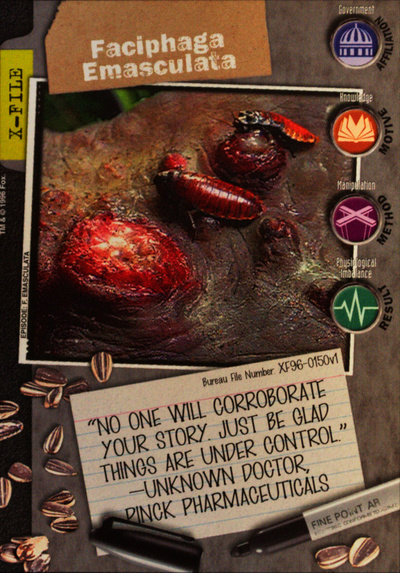 Government
AFFILIATION
Faciphaga
Emasculata
X-FILE
Knowledge
MOTIVE
Manipulation
METHOD
Physiological
Imbalance
RESULT
TM & © 1996 Fox.
EPISODE: F. EMASCULATA
Bureau File Number: XF96-0150v1
"NO ONE WILL CORROBORATE
YOUR STORY. JUST BE GLAD
THINGS ARE UNDER CONTROL."
—UNKNOWN DOCTOR,
PINCK PHARMACEUTICALS
FINE POINT AR